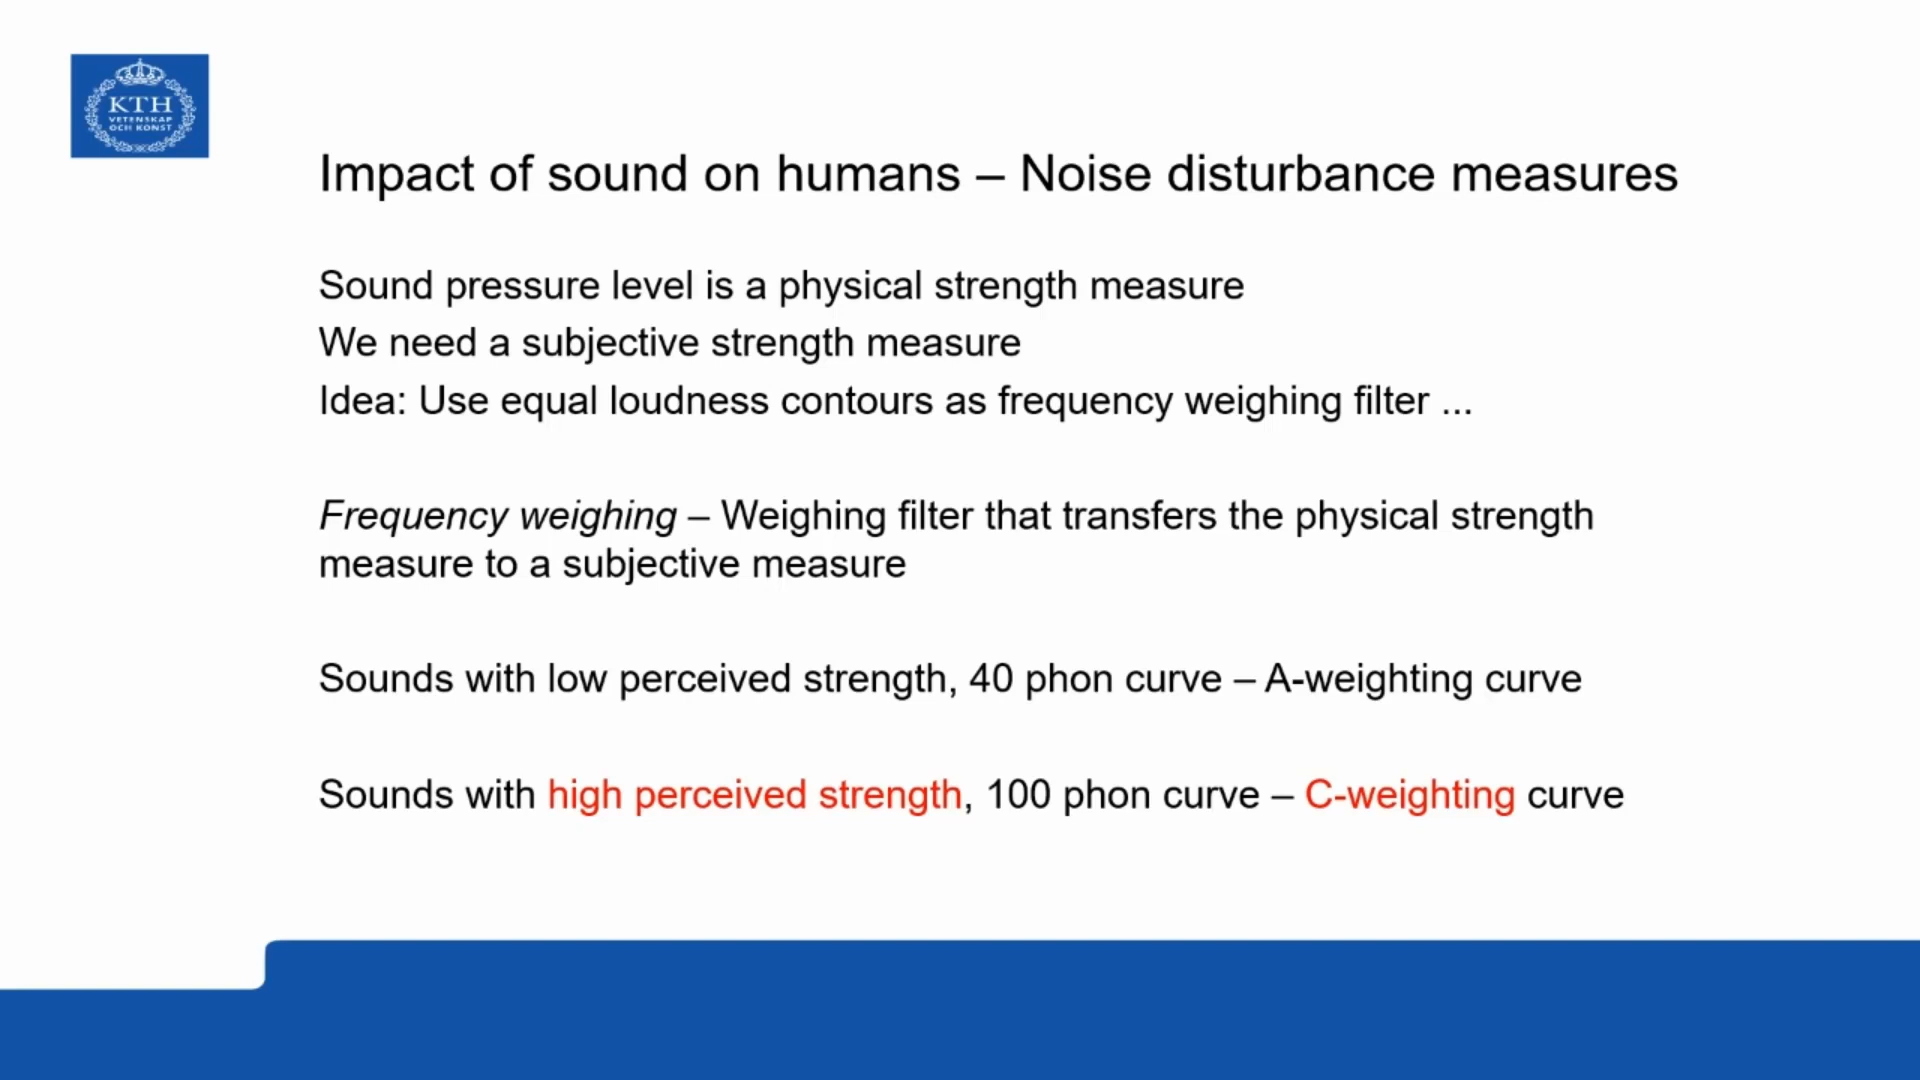 KTH
VETENSKAP
OCH KONST
Impact of sound on humans – Noise disturbance measures
Sound pressure level is a physical strength measure
We need a subjective strength measure
Idea: Use equal loudness contours as frequency weighing filter ...
Frequency weighing – Weighing filter that transfers the physical strength
measure to a subjective measure
Sounds with low perceived strength, 40 phon curve – A-weighting curve
Sounds with high perceived strength, 100 phon curve – C-weighting curve